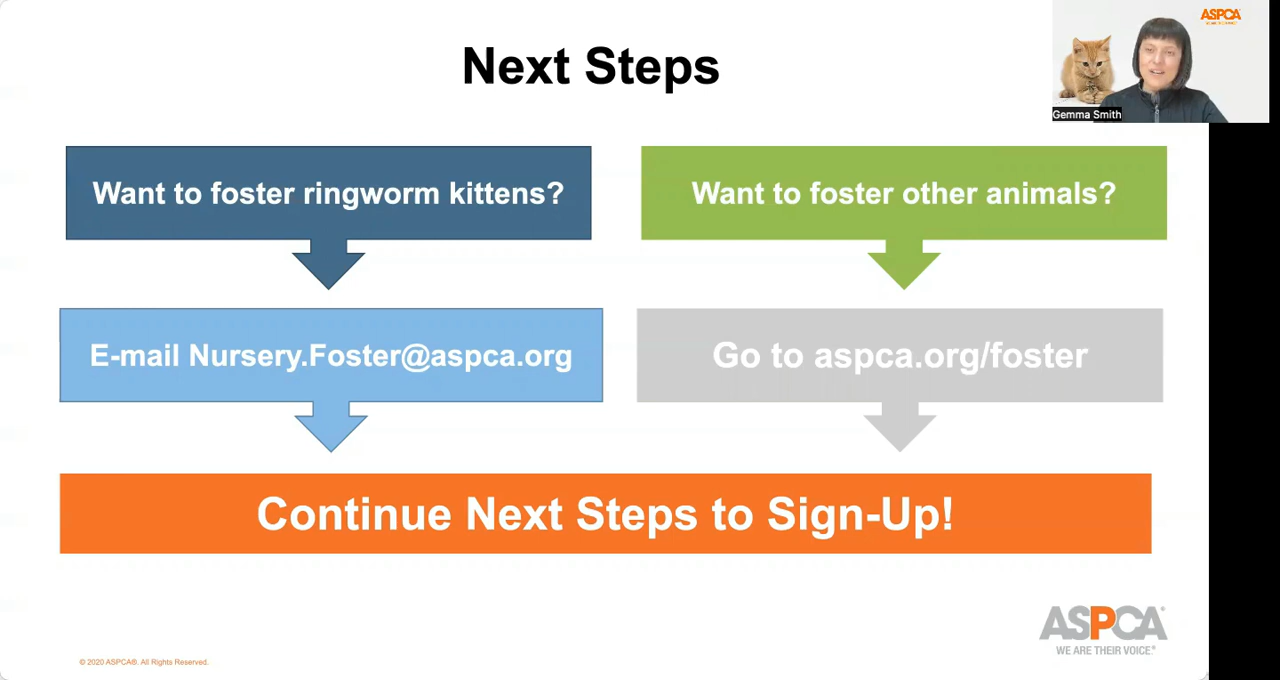 Next Steps
ASPCA
Gemma Smith
Want to foster ringworm kittens?
Want to foster other animals?
E-mail Nursery.Foster@aspca.org
Go to aspca.org/foster
Continue Next Steps to Sign-Up!
ASPCA®
WE ARE THEIR VOICE.®
© 2020 ASPCA®. All Rights Reserved.